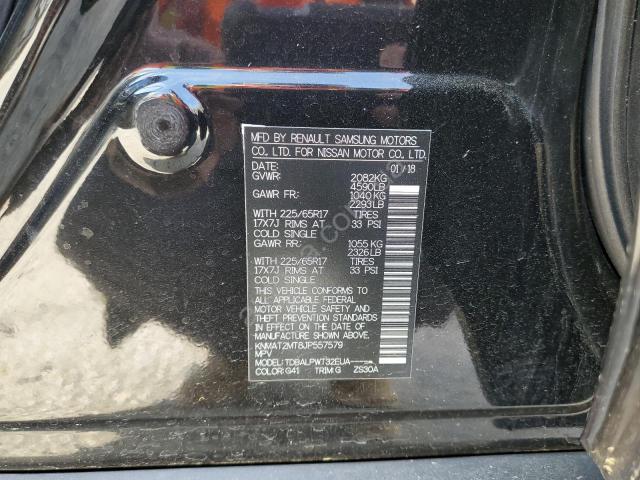 MFD BY RENAULT SAMSUNG MOTORS
CO., LTD. FOR NISSAN MOTOR CO., LTD.
DATE: 01 / 18
GVWR: 2082KG
4590LB
GAWR FR: 1040 KG
2293LB
WITH 225/65R17 TIRES
17X7J RIMS AT 33 PSI
COLD SINGLE
GAWR RR: 1055 KG
2326LB
WITH 225/65R17 TIRES
17X7J RIMS AT 33 PSI
COLD SINGLE
THIS VEHICLE CONFORMS TO
ALL APPLICABLE FEDERAL
MOTOR VEHICLE SAFETY
AND THEFT PREVENTION STANDARDS
IN EFFECT ON THE DATE OF
MANUFACTURE SHOWN ABOVE.
KNMAT2MT8JP557579
MPV
MODEL: TDBALPWT32EUA-----
COLOR: G41 TRIM: G ZS30A